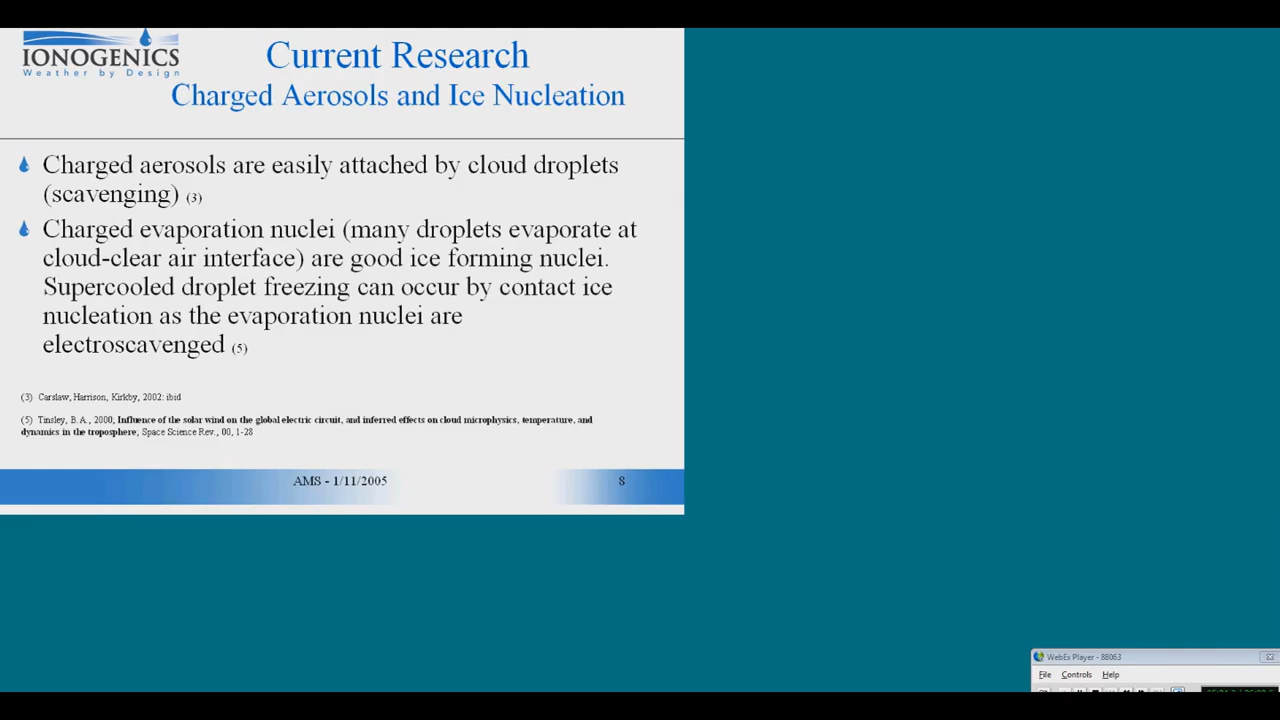 IONOGENICS
Weather by Design
Current Research
Charged Aerosols and Ice Nucleation
Charged aerosols are easily attached by cloud droplets
(scavenging) (3)
Charged evaporation nuclei (many droplets evaporate at
cloud-clear air interface) are good ice forming nuclei.
Supercooled droplet freezing can occur by contact ice
nucleation as the evaporation nuclei are
electroscavenged (5)
(3) Carslaw, Harrison, Kirkby, 2002: ibid
(5) Tinsley, B.A., 2000, Influence of the solar wind on the global electric circuit, and inferred effects on cloud microphysics, temperature, and
dynamics in the troposphere; Space Science Rev., 00, 1-28
AMS - 1/11/2005
8
WebEx Player - 88063
File Controls Help